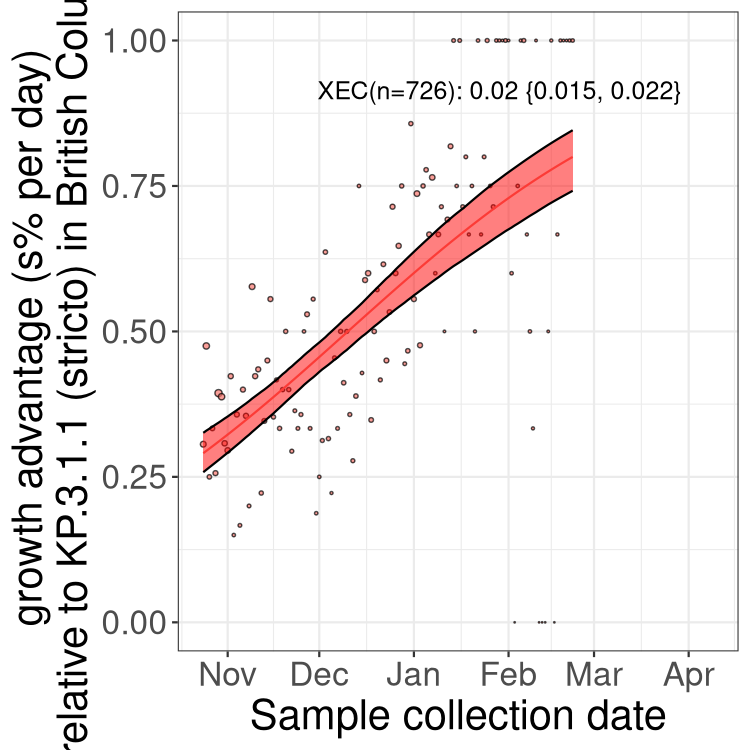 growth advantage (s% per day)
relative to KP.3.1.1 (stricto) in British Colu
1.00
0.75
0.50
0.25
0.00
XEC(n=726): 0.02 {0.015, 0.022}
Nov Dec Jan Feb Mar Apr
Sample collection date